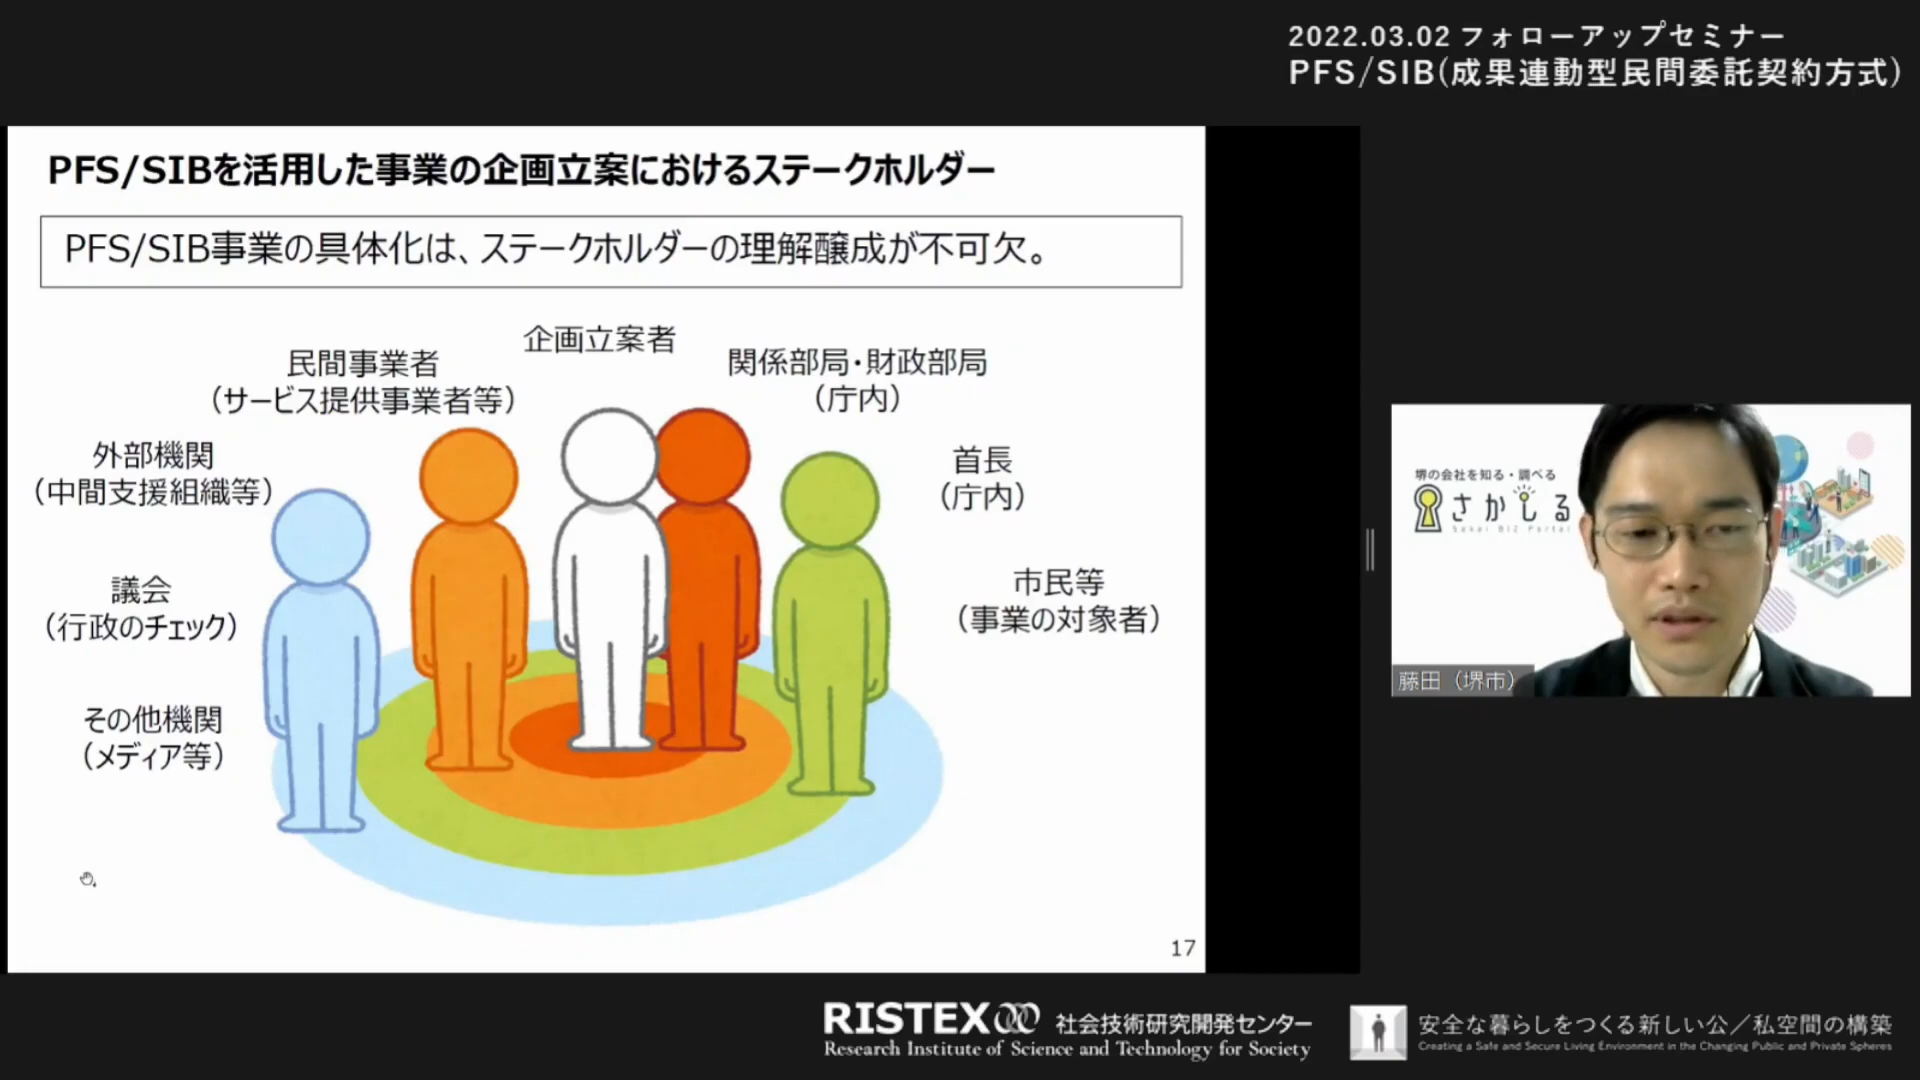 2022.03.02 フォローアップセミナー
PFS/SIB(成果連動型民間委託契約方式)
PFS/SIBを活用した事業の企画立案におけるステークホルダー
PFS/SIB事業の具体化は、ステークホルダーの理解醸成が不可欠。
企画立案者
民間事業者
（サービス提供事業者等）
関係部局・財政部局
（庁内）
外部機関
（中間支援組織等）
首長
（庁内）
議会
（行政のチェック）
市民等
（事業の対象者）
その他機関
（メディア等）
17
堺の会社を知る・調べる
さかしる
Sakai Biz Portal
藤田（堺市）
RISTEX 社会技術研究開発センター
Research Institute of Science and Technology for Society
安全な暮らしをつくる新しい公／私空間の構築
Creating a Safe and Secure Living Environment in the Changing Public and Private Spheres